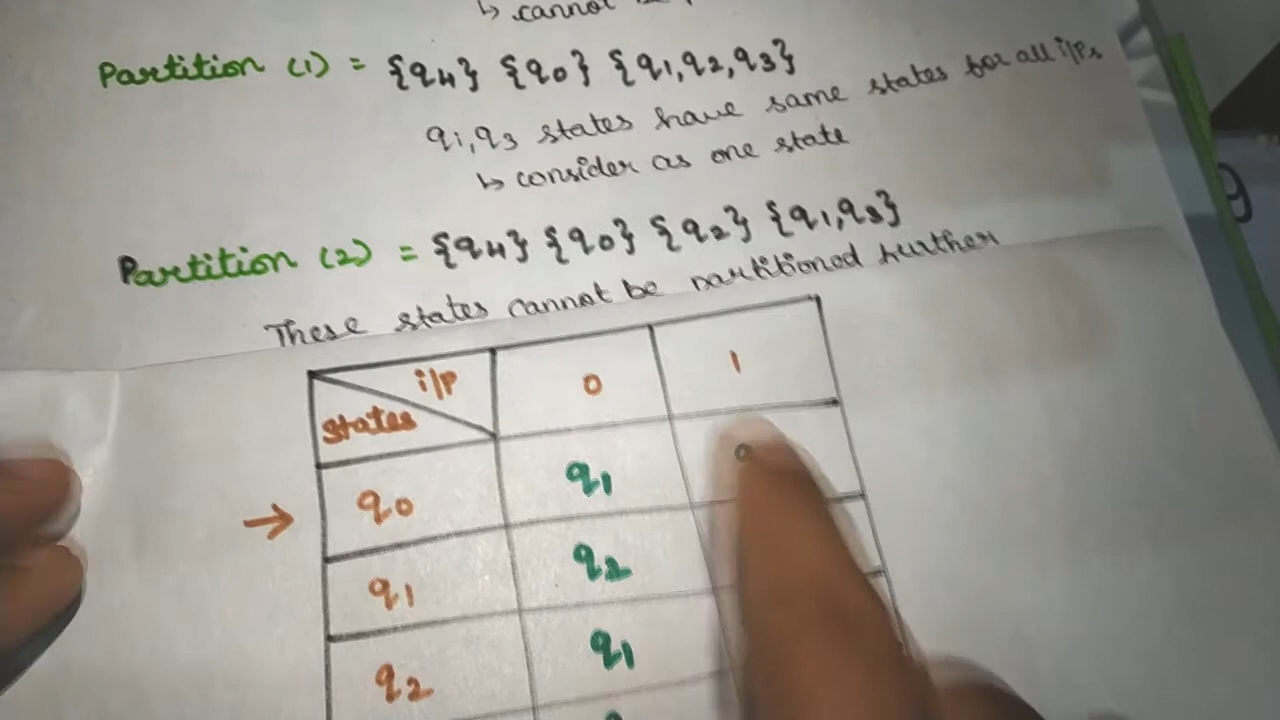 ↳ cannot
Partition (1) = {q4} {q0} {q1,q2,q3}
q1,q3 states have same states for all i/Ps
↳ consider as one state
Partition (2) = {q4} {q0} {q2} {q1,q3}
These states cannot be partitioned further
i/P 0 1
states
→ q0 q1
q1 q2
q2 q1
9